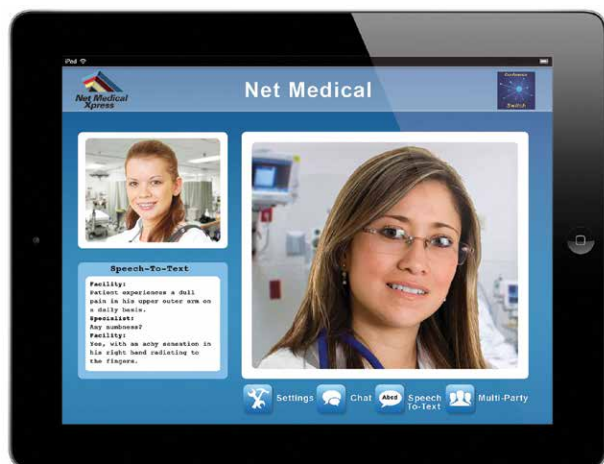 iPad
Net Medical
Xpress
Net Medical
Speech-To-Text
Facility:
Patient experiences a dull
pain in his upper outer arm on
a daily basis.
Specialist:
Any numbness?
Facility:
Yes, with an achy sensation in
his right hand radiating to
the fingers.
Settings
Chat
Abcd
Speech
To-Text
Multi-Party